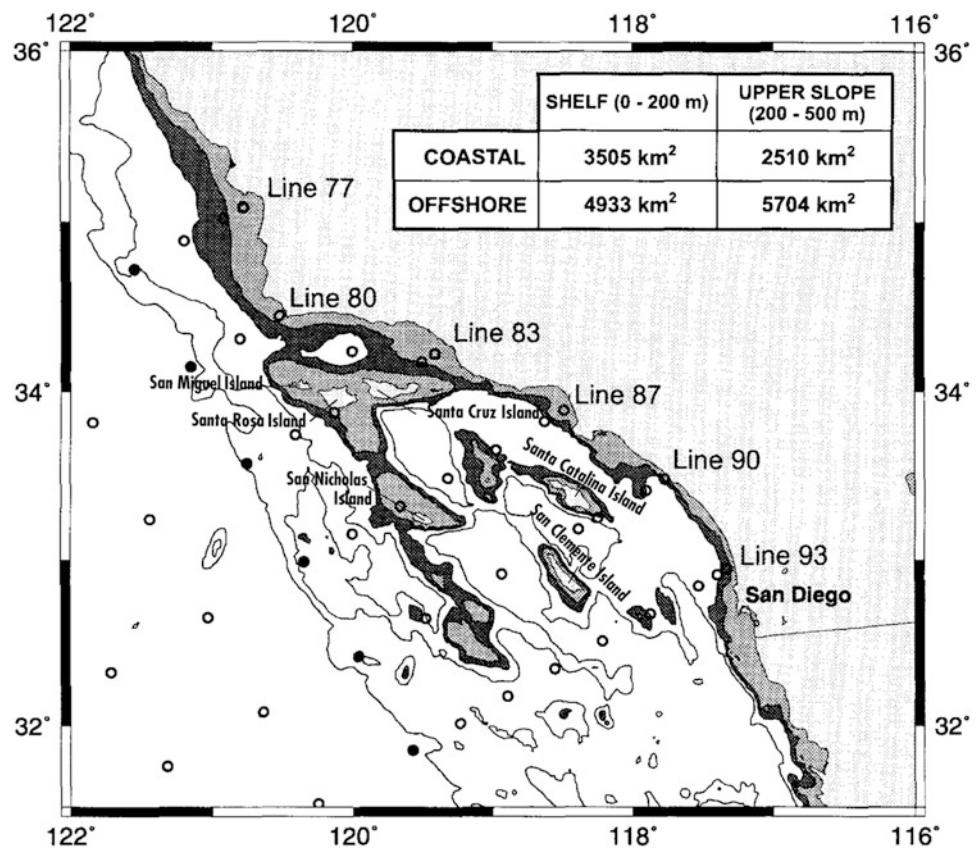 122°
120°
118°
116°
36°
36°
SHELF (0 - 200 m)
UPPER SLOPE
(200 - 500 m)
COASTAL
3505 km²
2510 km²
OFFSHORE
4933 km²
5704 km²
Line 77
Line 80
Line 83
San Miguel Island
34°
34°
Line 87
Santa Rosa Island
Santa Cruz Island
Line 90
Santa Catalina Island
San Nicholas
Island
San Clemente Island
Line 93
San Diego
32°
32°
122°
120°
118°
116°